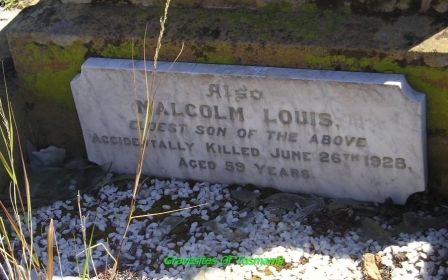 Also
MALCOLM LOUIS,
ELDEST SON OF THE ABOVE
ACCIDENTALLY KILLED JUNE 26TH 1928,
AGED 59 YEARS.
Gravesites Of Tasmania